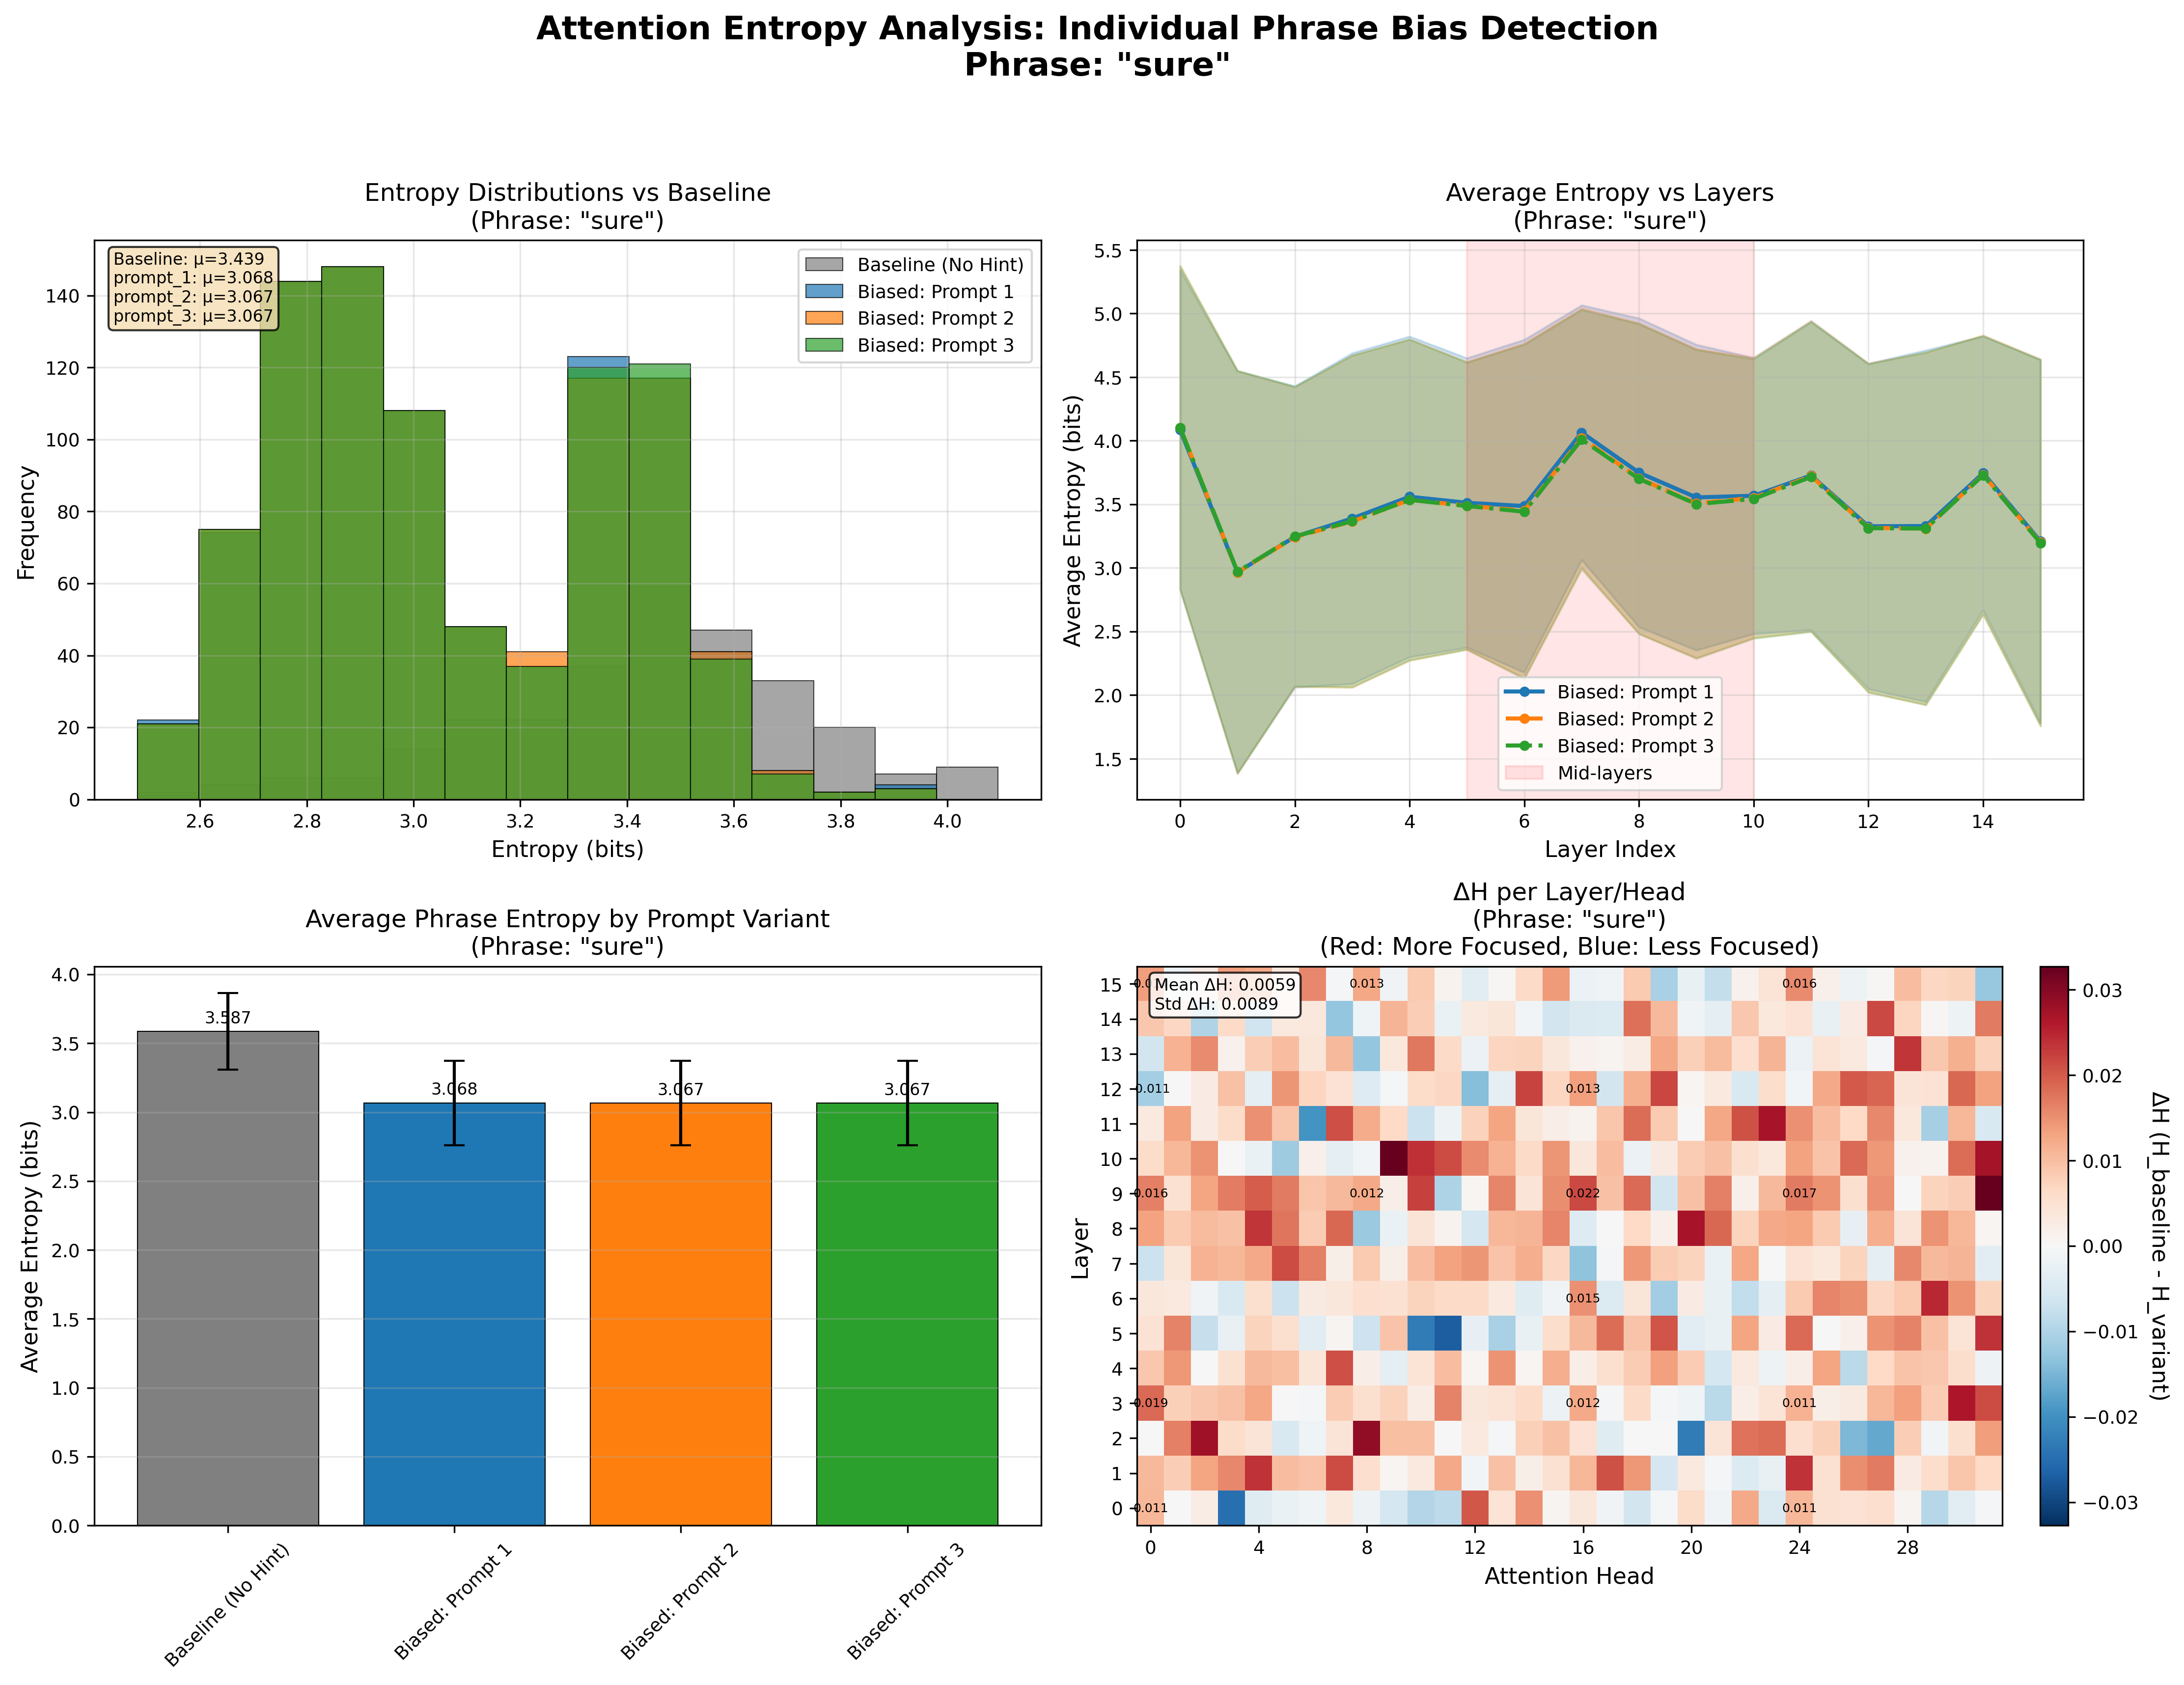 Attention Entropy Analysis: Individual Phrase Bias Detection
Phrase: "sure"
Entropy Distributions vs Baseline
(Phrase: "sure")
Baseline: μ=3.439
prompt_1: μ=3.068
prompt_2: μ=3.067
prompt_3: μ=3.067
Baseline (No Hint)
Biased: Prompt 1
Biased: Prompt 2
Biased: Prompt 3
Frequency
140
120
100
80
60
40
20
0
2.6 2.8 3.0 3.2 3.4 3.6 3.8 4.0
Entropy (bits)
Average Entropy vs Layers
(Phrase: "sure")
Average Entropy (bits)
5.5
5.0
4.5
4.0
3.5
3.0
2.5
2.0
1.5
Biased: Prompt 1
Biased: Prompt 2
Biased: Prompt 3
Mid-layers
0 2 4 6 8 10 12 14
Layer Index
Average Phrase Entropy by Prompt Variant
(Phrase: "sure")
Average Entropy (bits)
4.0
3.5
3.0
2.5
2.0
1.5
1.0
0.5
0.0
3.587
3.068
3.067
3.067
Baseline (No Hint)
Biased: Prompt 1
Biased: Prompt 2
Biased: Prompt 3
ΔH per Layer/Head
(Phrase: "sure")
(Red: More Focused, Blue: Less Focused)
Mean ΔH: 0.0059
Std ΔH: 0.0089
Layer
15 0.013 0.016
14
13
12 -0.011 0.013
11
10
9 0.016 0.012 0.022 0.017
8
7
6 0.015
5
4
3 0.019 0.012 0.011
2
1
0 0.011 0.011
0 4 8 12 16 20 24 28
Attention Head
0.03
0.02
0.01
0.00
−0.01
−0.02
−0.03
ΔH (H_baseline - H_variant)